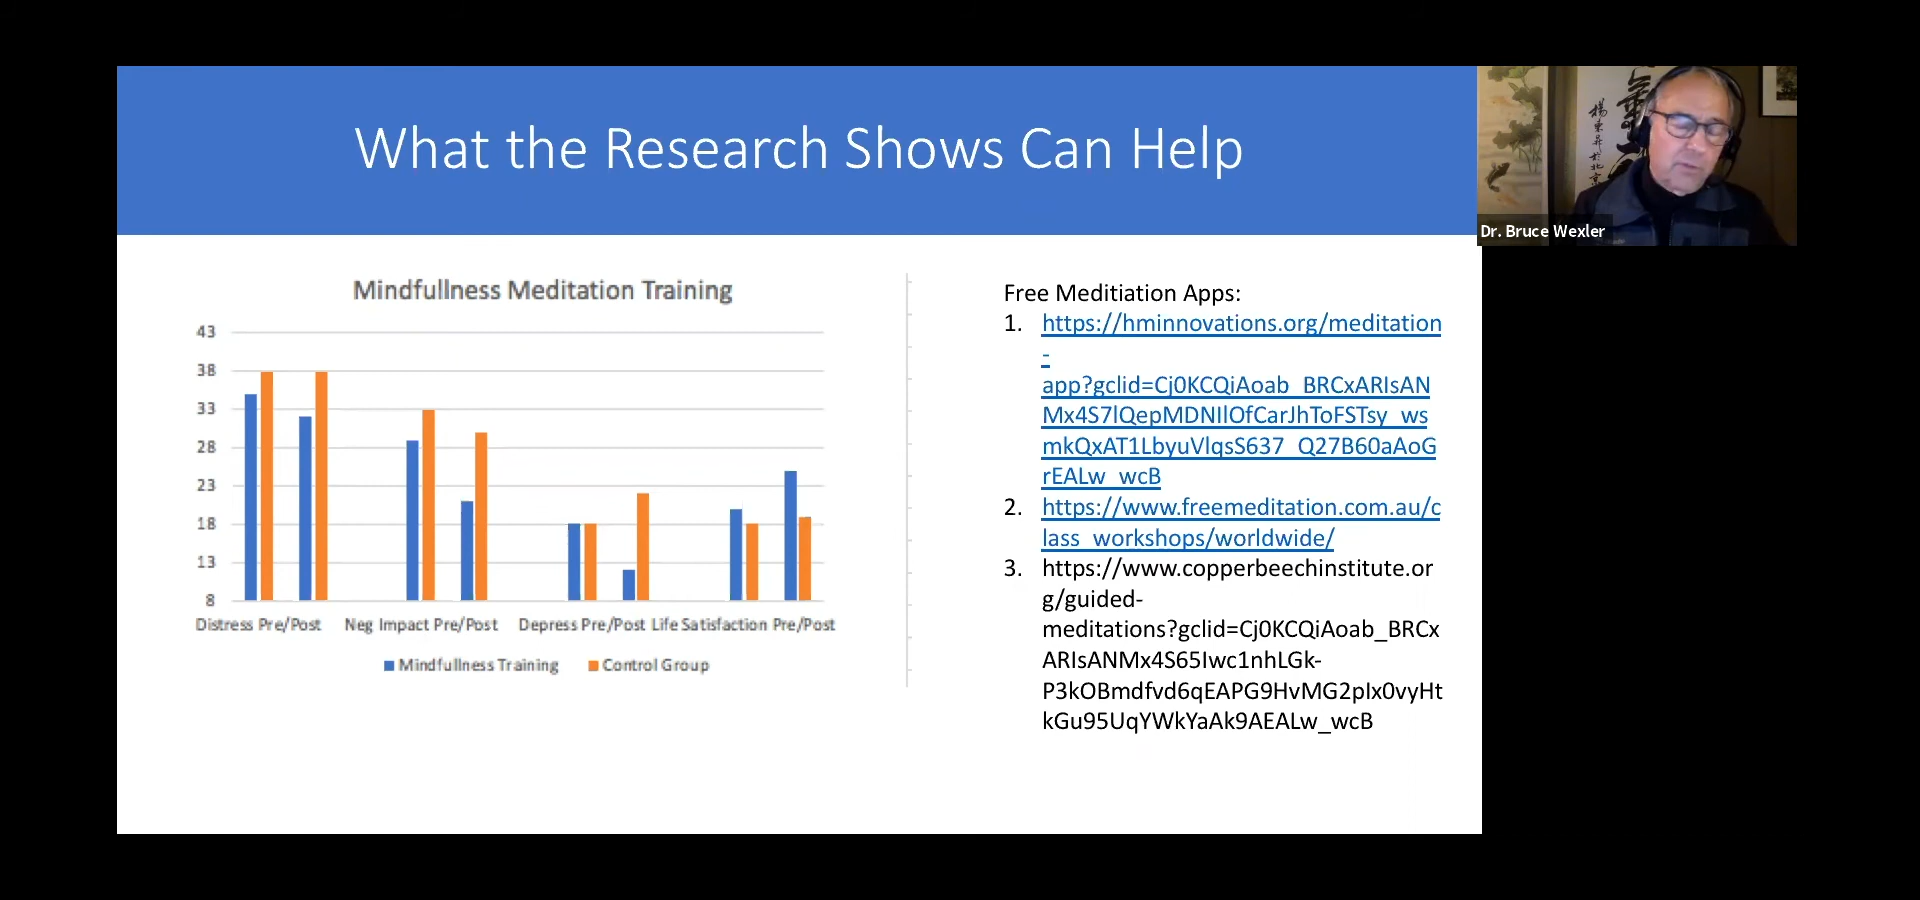 What the Research Shows Can Help
Dr. Bruce Wexler
Mindfullness Meditation Training
43
38
33
28
23
18
13
8
Distress Pre/Post Neg Impact Pre/Post Depress Pre/Post Life Satisfaction Pre/Post
Mindfullness Training Control Group
Free Meditiation Apps:
1. https://hminnovations.org/meditation
-
app?gclid=Cj0KCQiAoab_BRCxARIsAN
Mx4S7lQepMDNIlOfCarJhToFSTsy_ws
mkQxAT1LbyuVlqsS637_Q27B60aAoG
rEALw_wcB
2. https://www.freemeditation.com.au/c
lass_workshops/worldwide/
3. https://www.copperbeechinstitute.or
g/guided-
meditations?gclid=Cj0KCQiAoab_BRCx
ARIsANMx4S65Iwc1nhLGk-
P3kOBmdfvd6qEAPG9HvMG2pIx0vyHt
kGu95UqYWkYaAk9AEALw_wcB